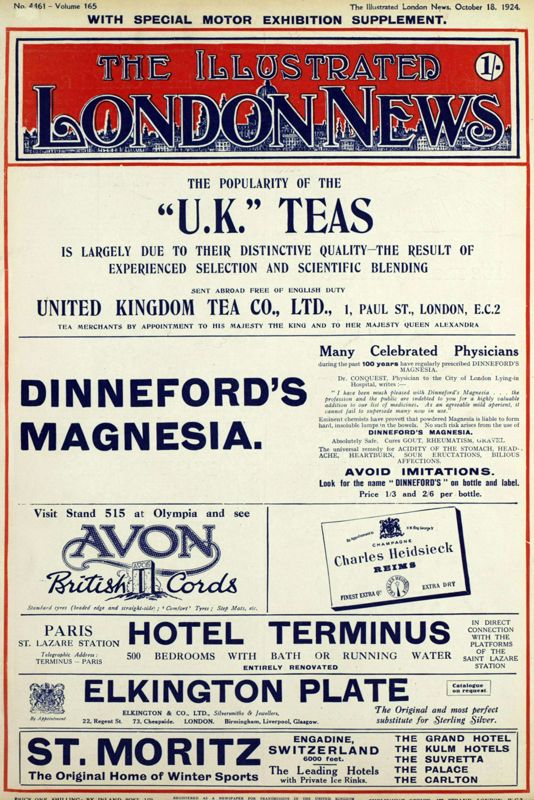 No. 4461 - Volume 165
The Illustrated London News, October 18, 1924.
WITH SPECIAL MOTOR EXHIBITION SUPPLEMENT.
THE ILLUSTRATED
LONDON NEWS
1/-
THE POPULARITY OF THE
"U.K." TEAS
IS LARGELY DUE TO THEIR DISTINCTIVE QUALITY—THE RESULT OF
EXPERIENCED SELECTION AND SCIENTIFIC BLENDING
SENT ABROAD FREE OF ENGLISH DUTY
UNITED KINGDOM TEA CO., LTD., 1, PAUL ST., LONDON, E.C.2
TEA MERCHANTS BY APPOINTMENT TO HIS MAJESTY THE KING AND TO HER MAJESTY QUEEN ALEXANDRA
DINNEFORD'S
MAGNESIA.
Many Celebrated Physicians
during the past 100 years have regularly prescribed DINNEFORD'S
MAGNESIA.
Dr. CONQUEST, Physician to the City of London Lying-in
Hospital, writes :—
"I have been much pleased with Dinneford's Magnesia . . . the
profession and the public are indebted to you for a highly valuable
addition to our list of medicines. As an agreeable mild aperient, it
cannot fail to supersede many now in use."
Eminent chemists have proved that powdered Magnesia is liable to form
hard, insoluble lumps in the bowels. No such risk arises from the use of
DINNEFORD'S MAGNESIA.
Absolutely Safe. Cures GOUT, RHEUMATISM, GRAVEL.
The universal remedy for ACIDITY OF THE STOMACH, HEAD-
ACHE, HEARTBURN, SOUR ERUCTATIONS, BILIOUS
AFFECTIONS.
AVOID IMITATIONS.
Look for the name "DINNEFORD'S" on bottle and label.
Price 1/3 and 2/6 per bottle.
Visit Stand 515 at Olympia and see
AVON
British Cords
Standard tyres (beaded edge and straight-side) ; 'Comfort' Tyres ; Step Mats, etc.
CHAMPAGNE
Charles Heidsieck
REIMS
FINEST EXTRA QTY
EXTRA DRY
PARIS
ST. LAZARE STATION
Telegraphic Address:
TERMINUS – PARIS
HOTEL TERMINUS
500 BEDROOMS WITH BATH OR RUNNING WATER
ENTIRELY RENOVATED
IN DIRECT
CONNECTION
WITH THE
PLATFORMS
OF THE
SAINT LAZARE
STATION
By Appointment
ELKINGTON PLATE
Catalogue
on request.
ELKINGTON & CO., LTD., Silversmiths & Jewellers,
22, Regent St. 73, Cheapside. LONDON. Birmingham, Liverpool, Glasgow.
The Original and most perfect
substitute for Sterling Silver.
ST. MORITZ
The Original Home of Winter Sports
ENGADINE,
SWITZERLAND
6000 feet.
The Leading Hotels
with Private Ice Rinks.
THE GRAND HOTEL
THE KULM HOTELS
THE SUVRETTA
THE PALACE
THE CARLTON
REGISTERED AS A NEWSPAPER FOR TRANSMISSION IN THE UNITED KINGDOM